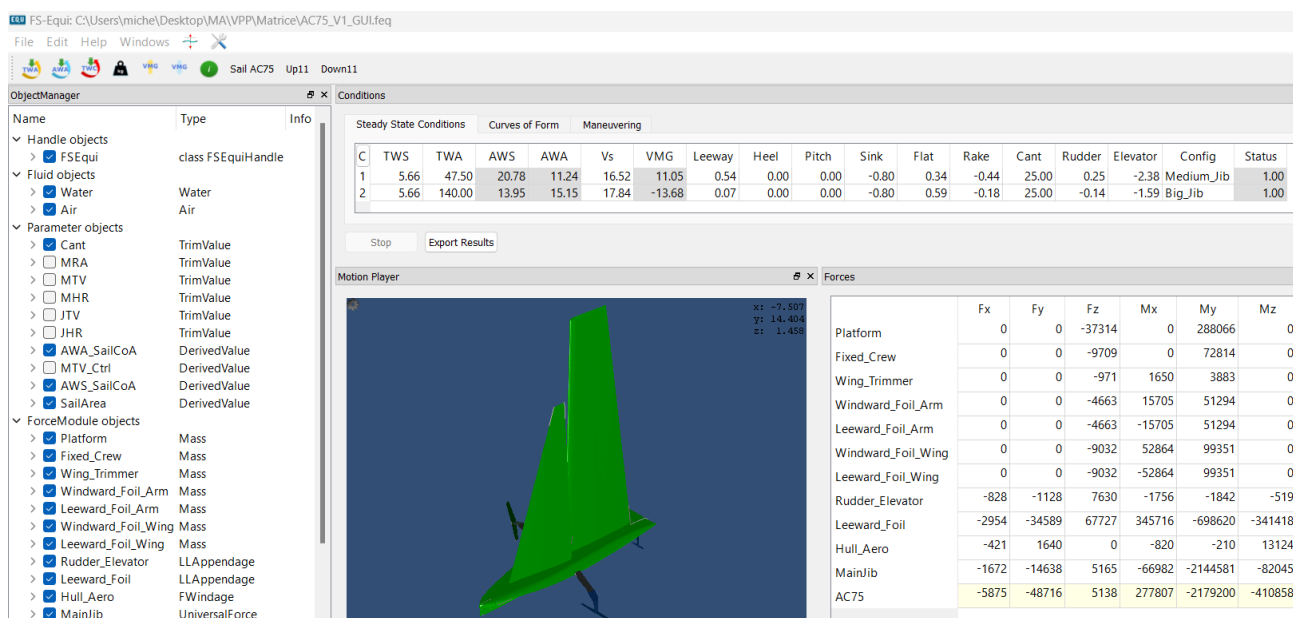 FS-Equi: C:\Users\miche\Desktop\MA\VPP\Matrice\AC75_V1_GUI.feq
File Edit Help Windows
TWA AWA TWC kg VMG VMG i Sail AC75 Up11 Down11
ObjectManager
Name Type Info
Handle objects
FSEqui class FSEquiHandle
Fluid objects
Water Water
Air Air
Parameter objects
Cant TrimValue
MRA TrimValue
MTV TrimValue
MHR TrimValue
JTV TrimValue
JHR TrimValue
AWA_SailCoA DerivedValue
MTV_Ctrl DerivedValue
AWS_SailCoA DerivedValue
SailArea DerivedValue
ForceModule objects
Platform Mass
Fixed_Crew Mass
Wing_Trimmer Mass
Windward_Foil_Arm Mass
Leeward_Foil_Arm Mass
Windward_Foil_Wing Mass
Leeward_Foil_Wing Mass
Rudder_Elevator LLAppendage
Leeward_Foil LLAppendage
Hull_Aero FWindage
MainJib UniversalForce
Conditions
Steady State Conditions Curves of Form Maneuvering
C TWS TWA AWS AWA Vs VMG Leeway Heel Pitch Sink Flat Rake Cant Rudder Elevator Config Status
1 5.66 47.50 20.78 11.24 16.52 11.05 0.54 0.00 0.00 -0.80 0.34 -0.44 25.00 0.25 -2.38 Medium_Jib 1.00
2 5.66 140.00 13.95 15.15 17.84 -13.68 0.07 0.00 0.00 -0.80 0.59 -0.18 25.00 -0.14 -1.59 Big_Jib 1.00
Stop Export Results
Motion Player
x: -7.507
y: 14.404
z: 1.458
Forces
Fx Fy Fz Mx My Mz
Platform 0 0 -37314 0 288066 0
Fixed_Crew 0 0 -9709 0 72814 0
Wing_Trimmer 0 0 -971 1650 3883 0
Windward_Foil_Arm 0 0 -4663 15705 51294 0
Leeward_Foil_Arm 0 0 -4663 -15705 51294 0
Windward_Foil_Wing 0 0 -9032 52864 99351 0
Leeward_Foil_Wing 0 0 -9032 -52864 99351 0
Rudder_Elevator -828 -1128 7630 -1756 -1842 -519
Leeward_Foil -2954 -34589 67727 345716 -698620 -341418
Hull_Aero -421 1640 0 -820 -210 13124
MainJib -1672 -14638 5165 -66982 -2144581 -82045
AC75 -5875 -48716 5138 277807 -2179200 -410858